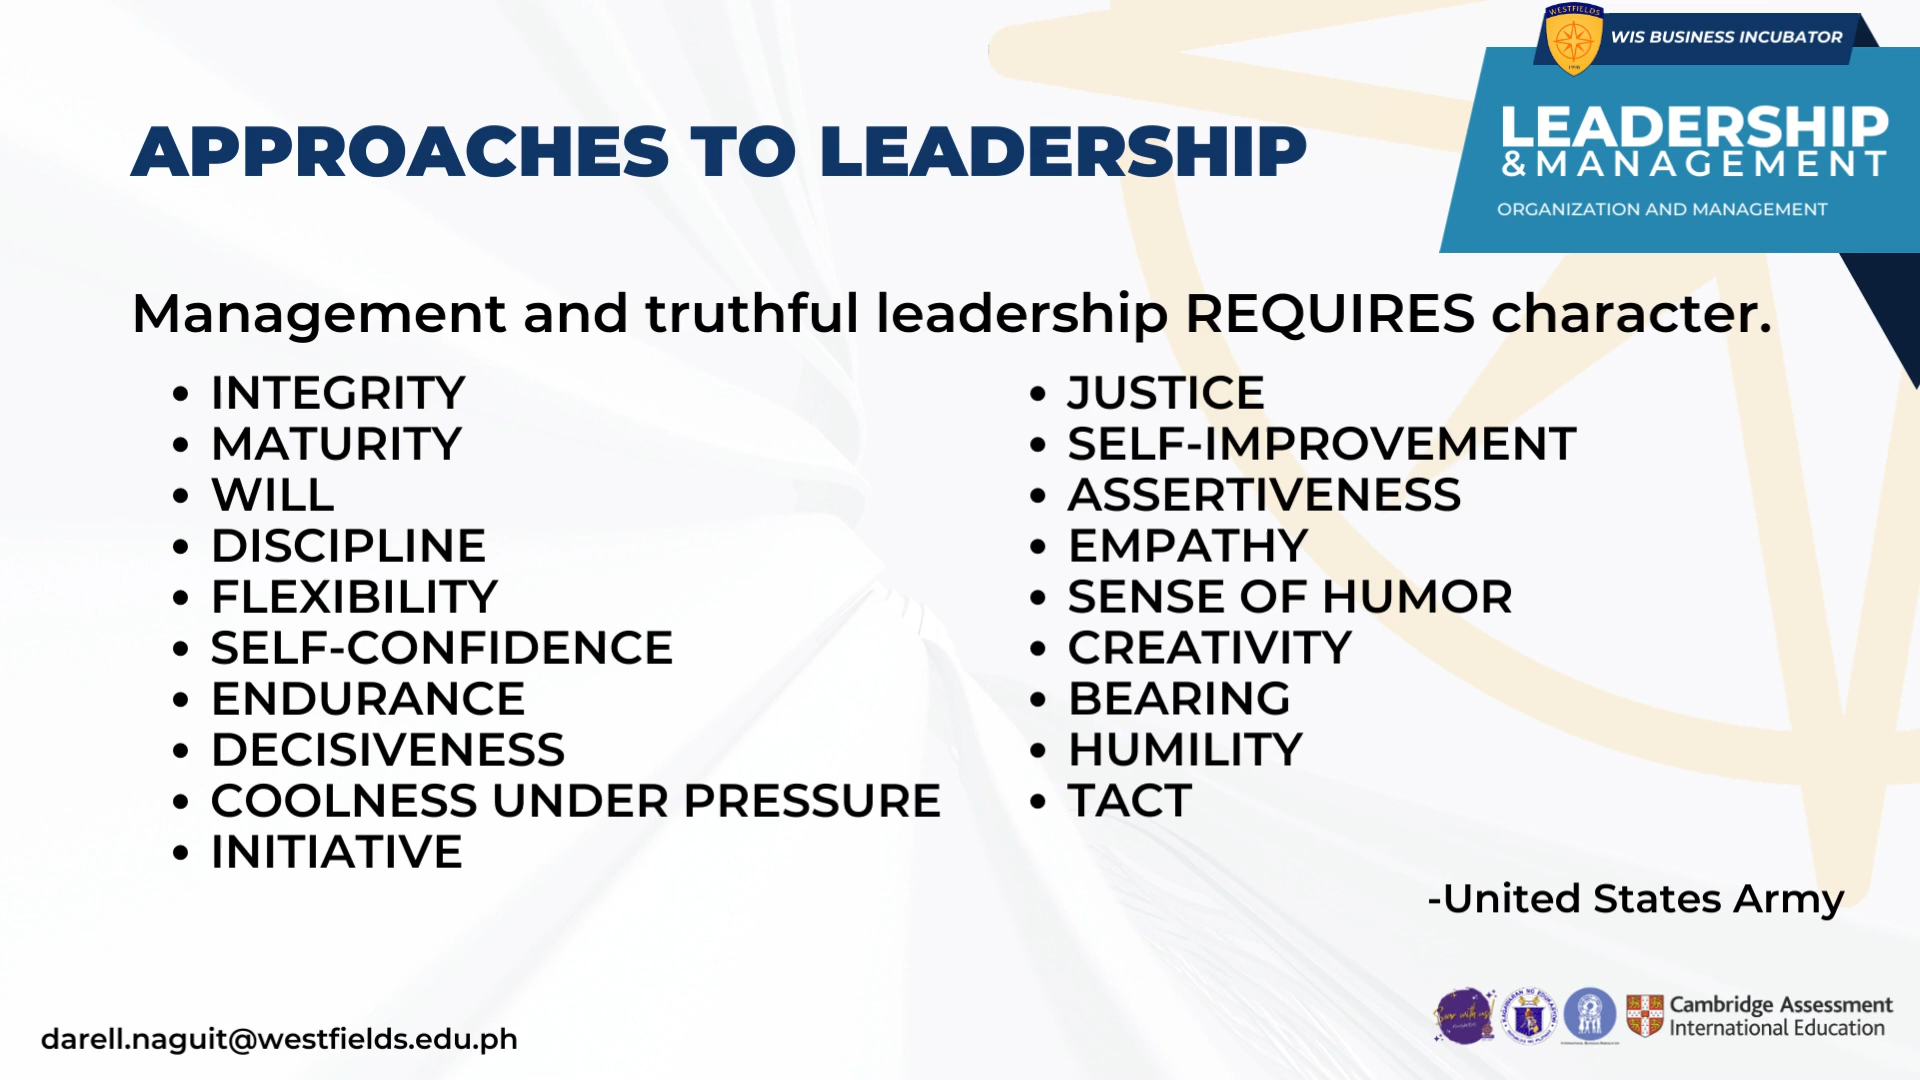 WESTFIELDS
1998
WIS BUSINESS INCUBATOR
LEADERSHIP
&MANAGEMENT
ORGANIZATION AND MANAGEMENT
APPROACHES TO LEADERSHIP
Management and truthful leadership REQUIRES character.
• INTEGRITY
• MATURITY
• WILL
• DISCIPLINE
• FLEXIBILITY
• SELF-CONFIDENCE
• ENDURANCE
• DECISIVENESS
• COOLNESS UNDER PRESSURE
• INITIATIVE
• JUSTICE
• SELF-IMPROVEMENT
• ASSERTIVENESS
• EMPATHY
• SENSE OF HUMOR
• CREATIVITY
• BEARING
• HUMILITY
• TACT
-United States Army
darell.naguit@westfields.edu.ph
Cambridge Assessment
International Education